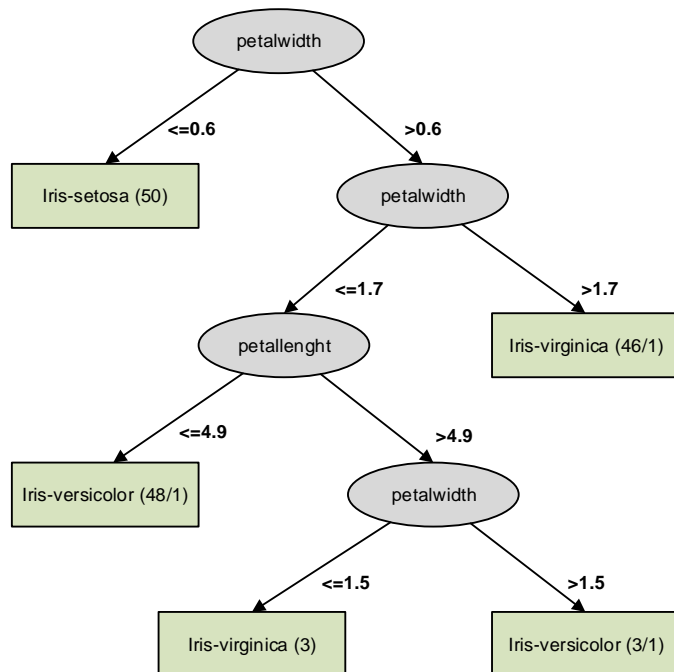 petalwidth
<=0.6
>0.6
Iris-setosa (50)
petalwidth
<=1.7
>1.7
petallenght
Iris-virginica (46/1)
<=4.9
>4.9
Iris-versicolor (48/1)
petalwidth
<=1.5
>1.5
Iris-virginica (3)
Iris-versicolor (3/1)